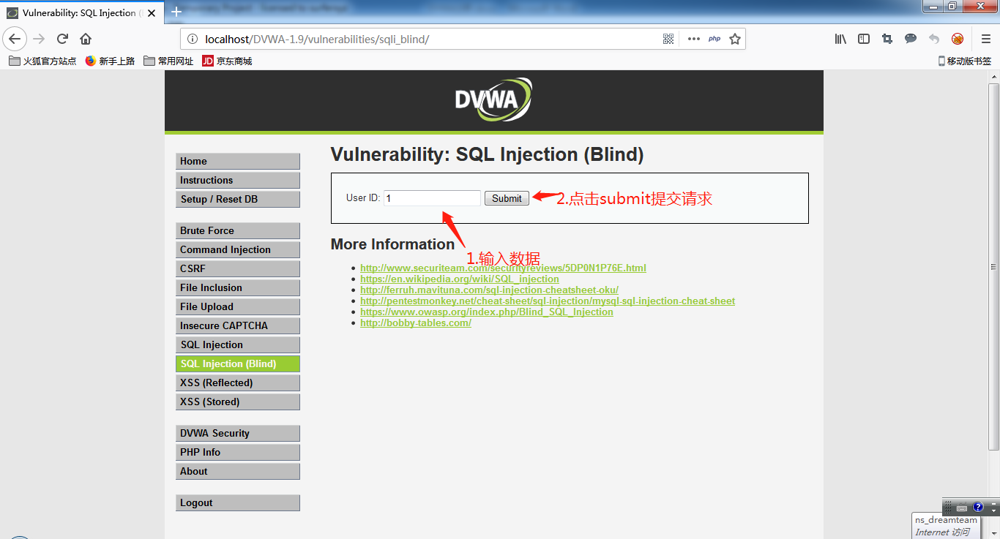 Vulnerability: SQL Injection (
localhost/DVWA-1.9/vulnerabilities/sqli_blind/
php
火狐官方站点 新手上路 常用网址 JD 京东商城 移动版书签
DVWA
Home
Instructions
Setup / Reset DB
Brute Force
Command Injection
CSRF
File Inclusion
File Upload
Insecure CAPTCHA
SQL Injection
SQL Injection (Blind)
XSS (Reflected)
XSS (Stored)
DVWA Security
PHP Info
About
Logout
Vulnerability: SQL Injection (Blind)
User ID: 1 Submit
2.点击submit提交请求
More Information
1.输入数据
http://www.securiteam.com/securityreviews/5DP0N1P76E.html
https://en.wikipedia.org/wiki/SQL_injection
http://ferruh.mavituna.com/sql-injection-cheatsheet-oku/
http://pentestmonkey.net/cheat-sheet/sql-injection/mysql-sql-injection-cheat-sheet
https://www.owasp.org/index.php/Blind_SQL_Injection
http://bobby-tables.com/
ns_dreamteam
Internet 访问